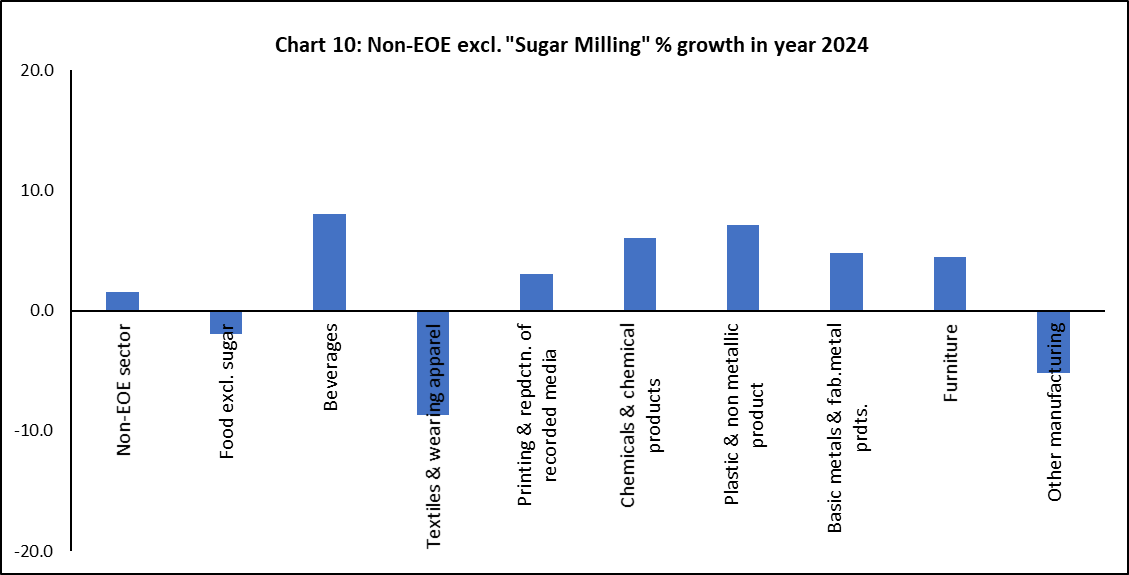 Chart 10: Non-EOE excl. "Sugar Milling" % growth in year 2024
20.0
10.0
0.0
-10.0
-20.0
Non-EOE sector
Food excl. sugar
Beverages
Textiles & wearing apparel
Printing & repdctn. of
recorded media
Chemicals & chemical
products
Plastic & non metallic
product
Basic metals & fab.metal
prdts.
Furniture
Other manufacturing